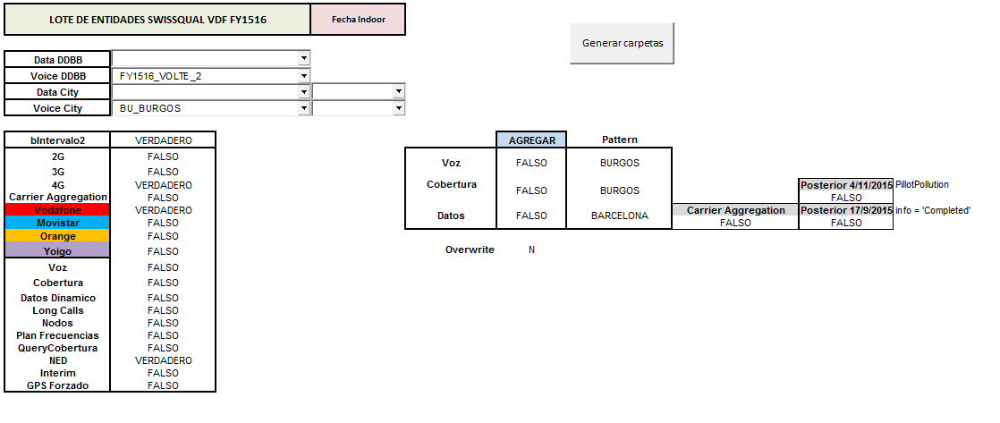 LOTE DE ENTIDADES SWISSQUAL VDF FY1516 Fecha Indoor
Generar carpetas
Data DDBB
Voice DDBB FY1516_VOLTE_2
Data City
Voice City BU_BURGOS
bIntervalo2 VERDADERO
2G FALSO
3G FALSO
4G VERDADERO
Carrier Aggregation FALSO
Vodafone VERDADERO
Movistar FALSO
Orange FALSO
Yoigo FALSO
Voz FALSO
Cobertura FALSO
Datos Dinamico FALSO
Long Calls FALSO
Nodos FALSO
Plan Frecuencias FALSO
QueryCobertura FALSO
NED VERDADERO
Interim FALSO
GPS Forzado FALSO
AGREGAR Pattern
Voz FALSO BURGOS
Cobertura FALSO BURGOS
Posterior 4/11/2015 PillotPollution
FALSO
Datos FALSO BARCELONA
Carrier Aggregation Posterior 17/9/2015 info = 'Completed'
FALSO FALSO
Overwrite N